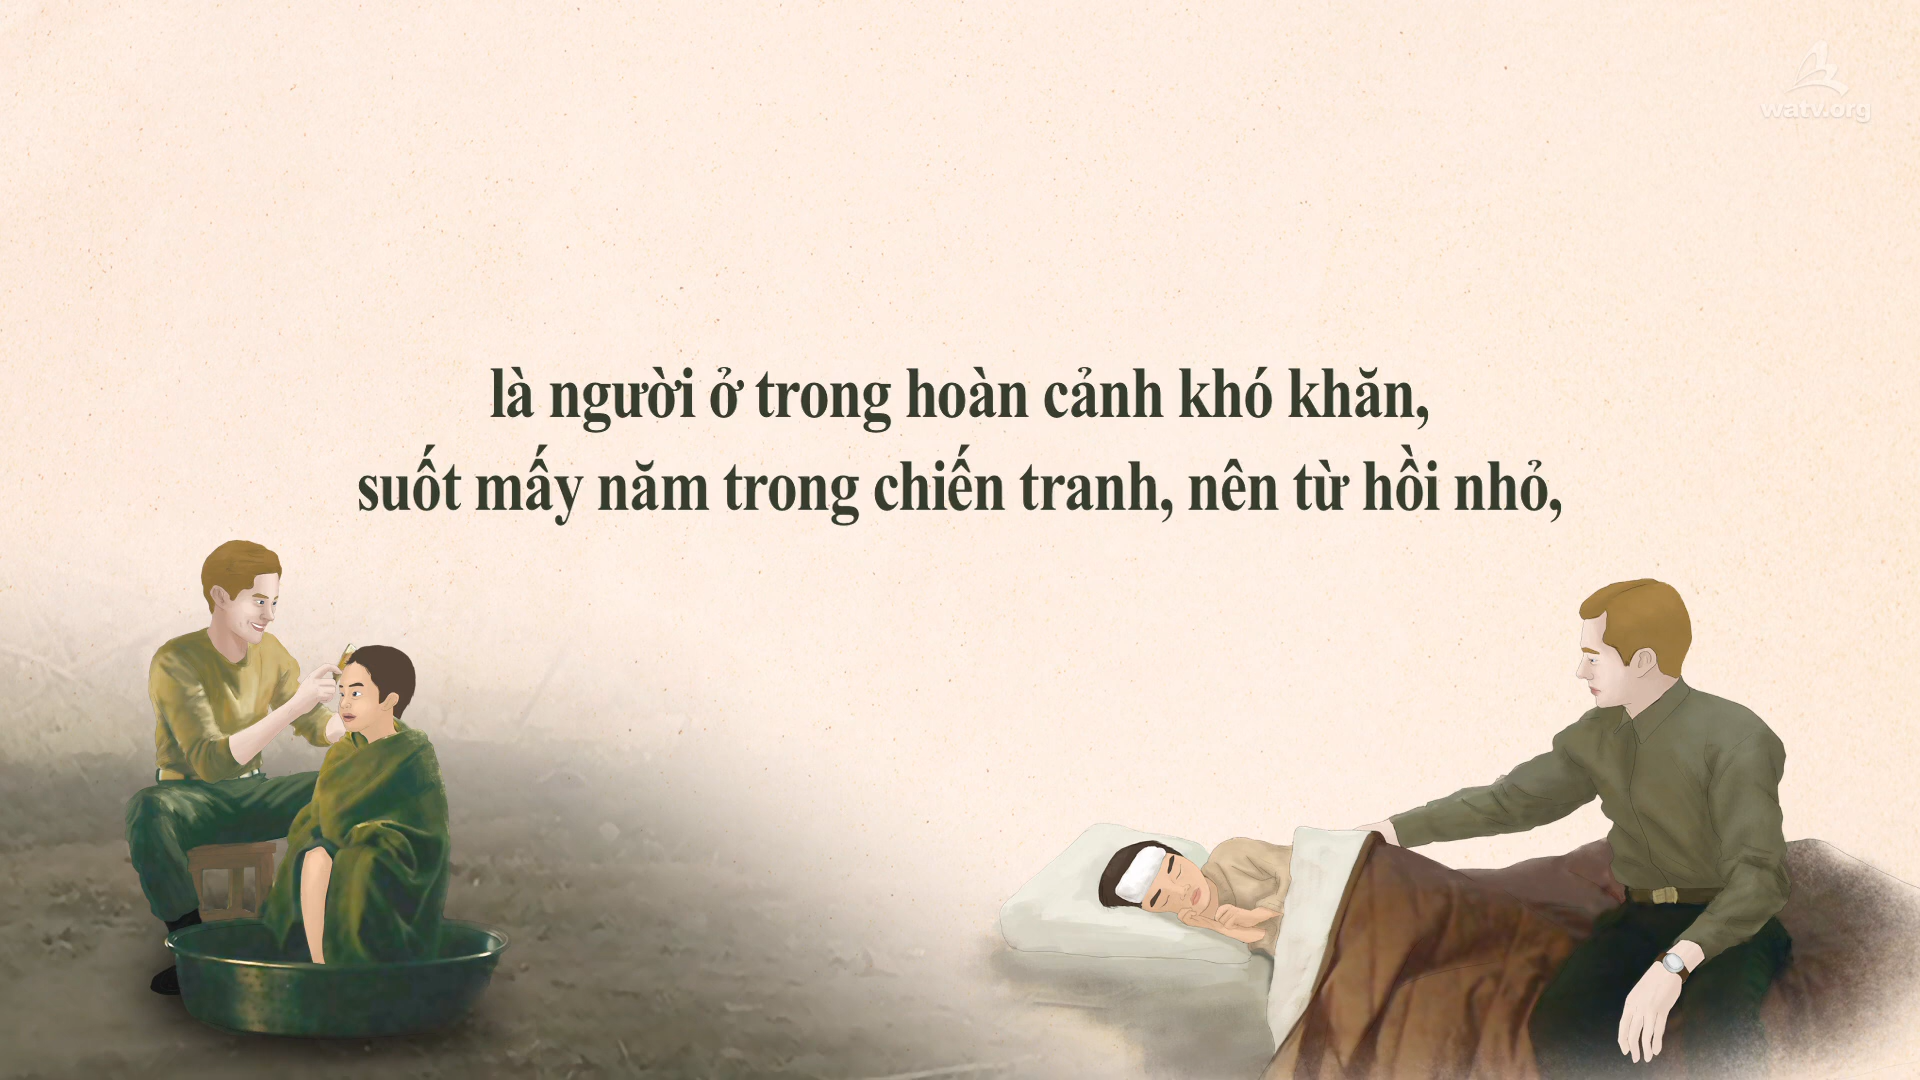 watv.org
là người ở trong hoàn cảnh khó khăn,
suốt mấy năm trong chiến tranh, nên từ hồi nhỏ,